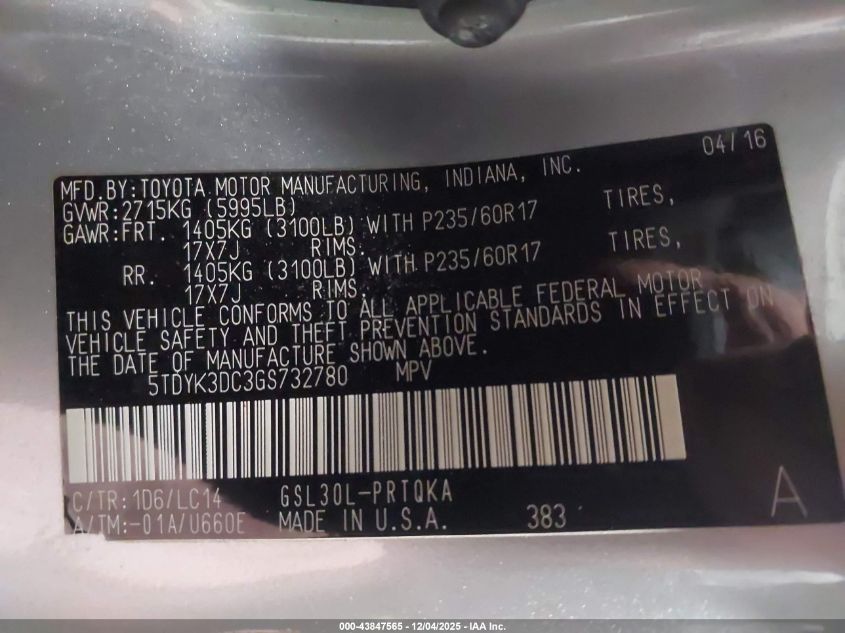 04/16
MFD.BY:TOYOTA MOTOR MANUFACTURING, INDIANA, INC.
GVWR:2715KG (5995LB)
GAWR:FRT. 1405KG (3100LB) WITH P235/60R17 TIRES,
17X7J RIMS.
RR. 1405KG (3100LB) WITH P235/60R17 TIRES,
17X7J RIMS.
THIS VEHICLE CONFORMS TO ALL APPLICABLE FEDERAL MOTOR
VEHICLE SAFETY AND THEFT PREVENTION STANDARDS IN EFFECT ON
THE DATE OF MANUFACTURE SHOWN ABOVE.
5TDYK3DC3GS732780 MPV
C/TR:1D6/LC14 GSL30L-PRTQKA
A/TM:-01A/U660E MADE IN U.S.A. 383 A
000-43847565 - 12/04/2025 - IAA Inc.